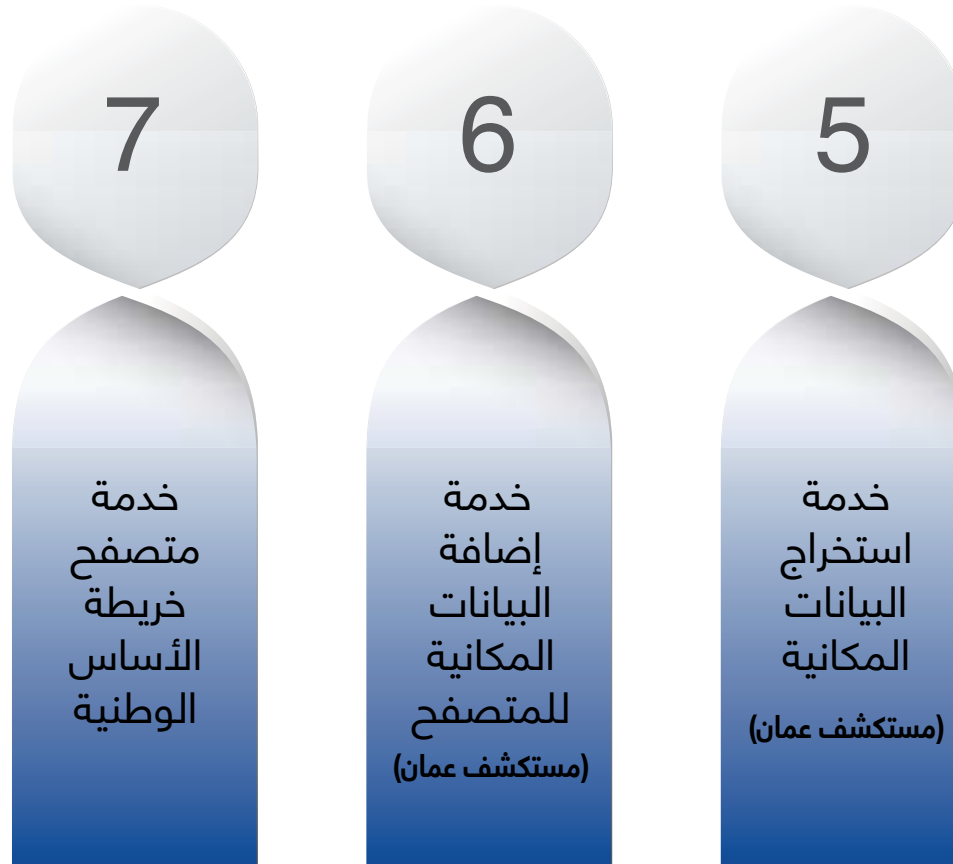 5
خدمة
استخراج
البيانات
المكانية
(مستكشف عمان)
6
خدمة
إضافة
البيانات
المكانية
للمتصفح
(مستكشف عمان)
7
خدمة
متصفح
خريطة
الأساس
الوطنية